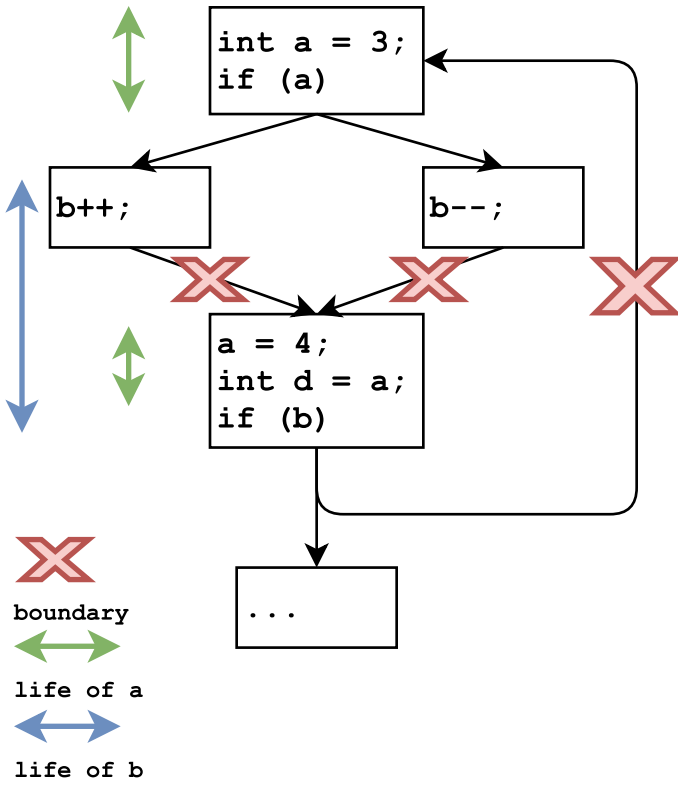 int a = 3;
if (a)
b++;
b--;
a = 4;
int d = a;
if (b)
...
boundary
life of a
life of b